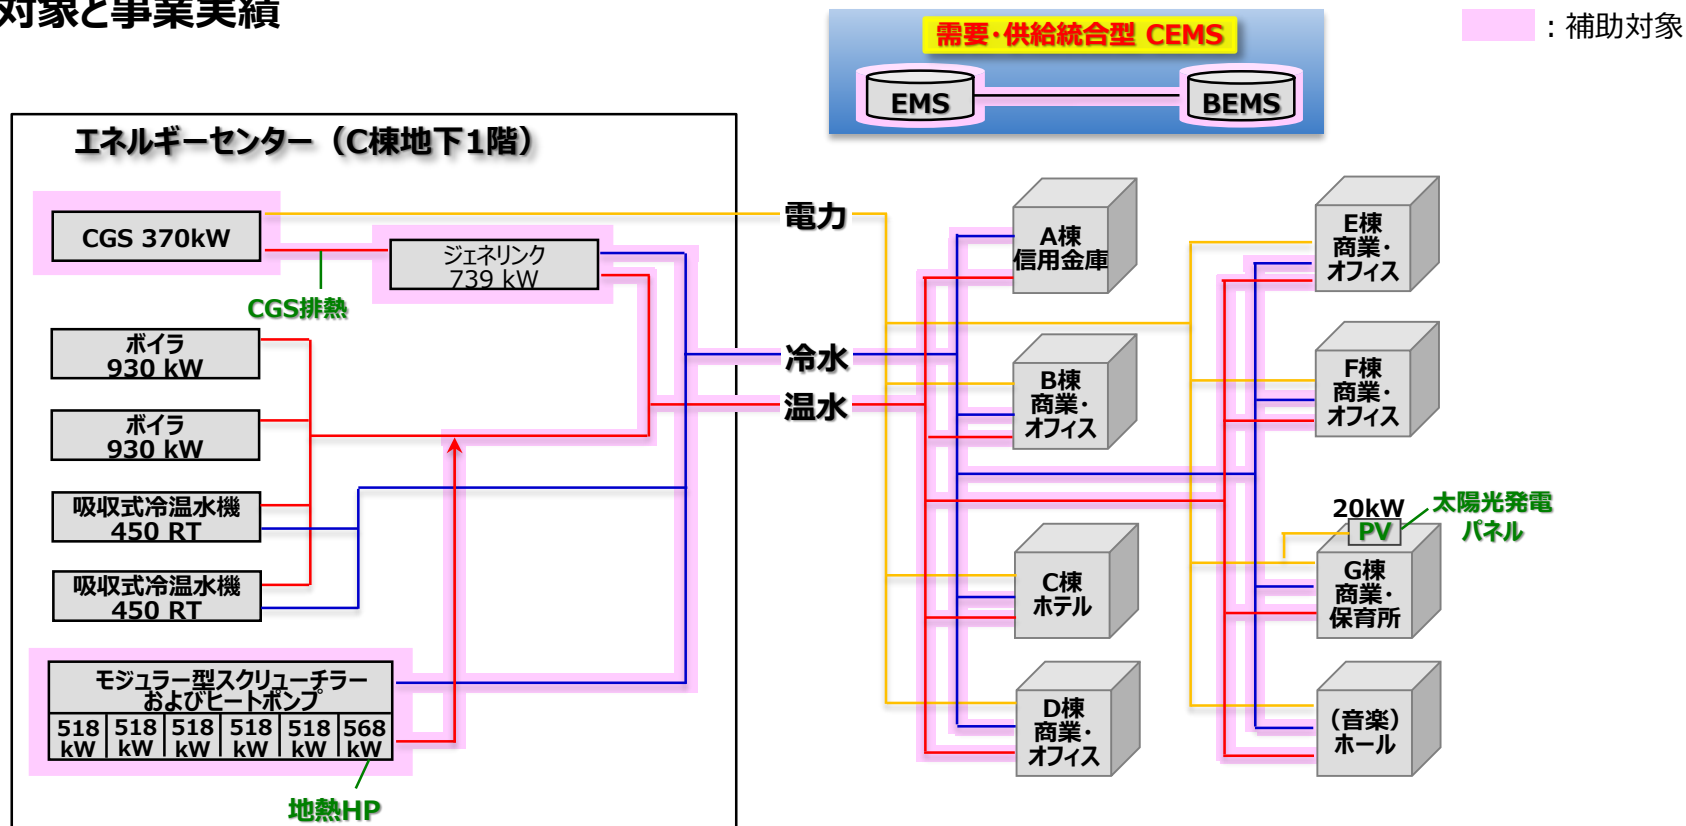 対象と事業実績
需要・供給統合型 CEMS
EMS
BEMS
：補助対象
エネルギーセンター（C棟地下1階）
CGS 370kW
ジェネリンク
739 kW
CGS排熱
ボイラ
930 kW
ボイラ
930 kW
吸収式冷温水機
450 RT
吸収式冷温水機
450 RT
モジュラー型スクリューチラー
およびヒートポンプ
518 518 518 518 518 568
kW kW kW kW kW kW
地熱HP
電力
冷水
温水
A棟
信用金庫
B棟
商業・
オフィス
C棟
ホテル
D棟
商業・
オフィス
E棟
商業・
オフィス
F棟
商業・
オフィス
20kW
PV
太陽光発電
パネル
G棟
商業・
保育所
（音楽）
ホール